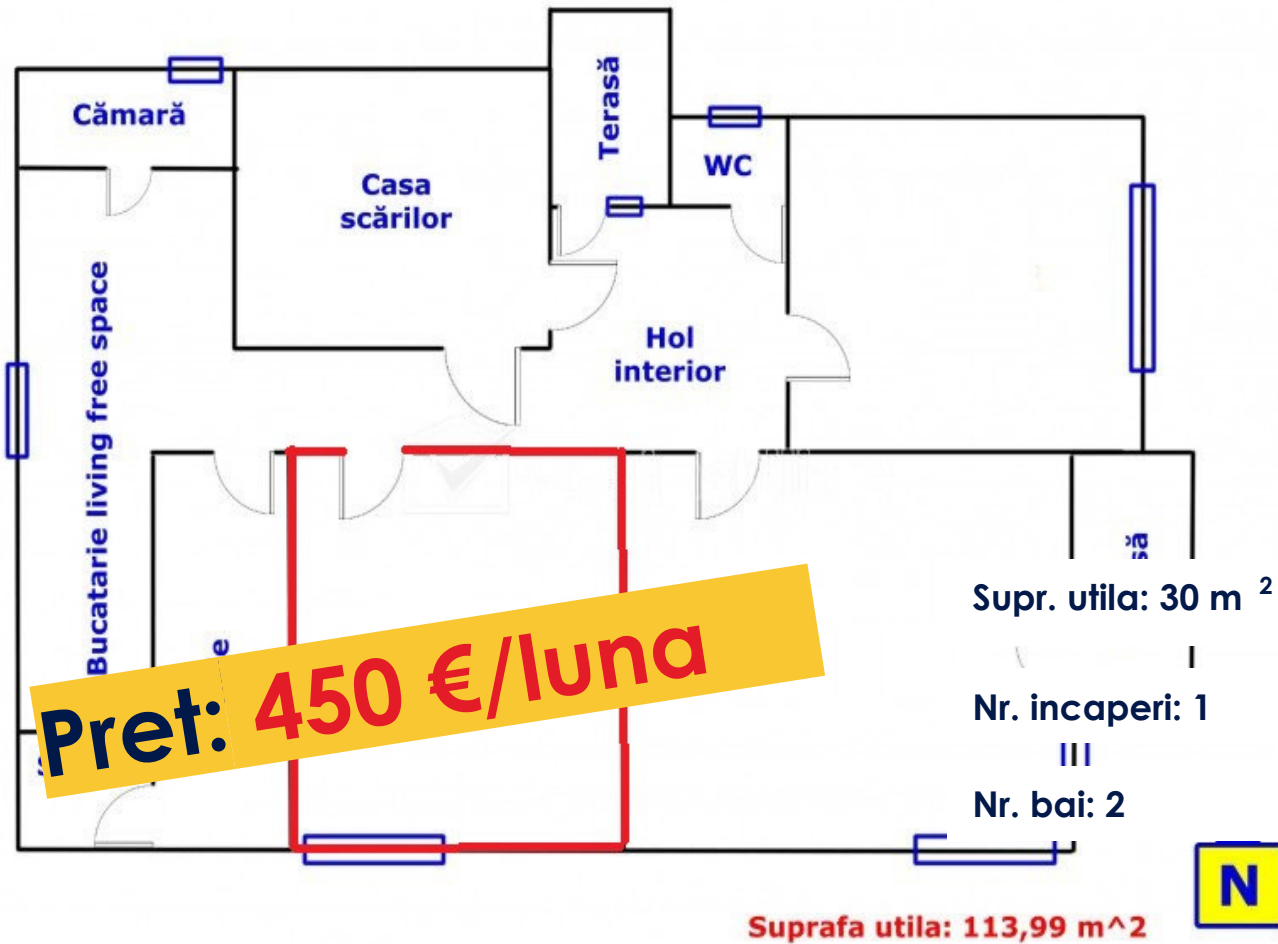 Cămară
Terasă
WC
Casa
scărilor
Hol
interior
Bucatarie living free space
Pret: 450 €/luna
Supr. utila: 30 m 2
Nr. incaperi: 1
Nr. bai: 2
N
Suprafa utila: 113,99 m^2